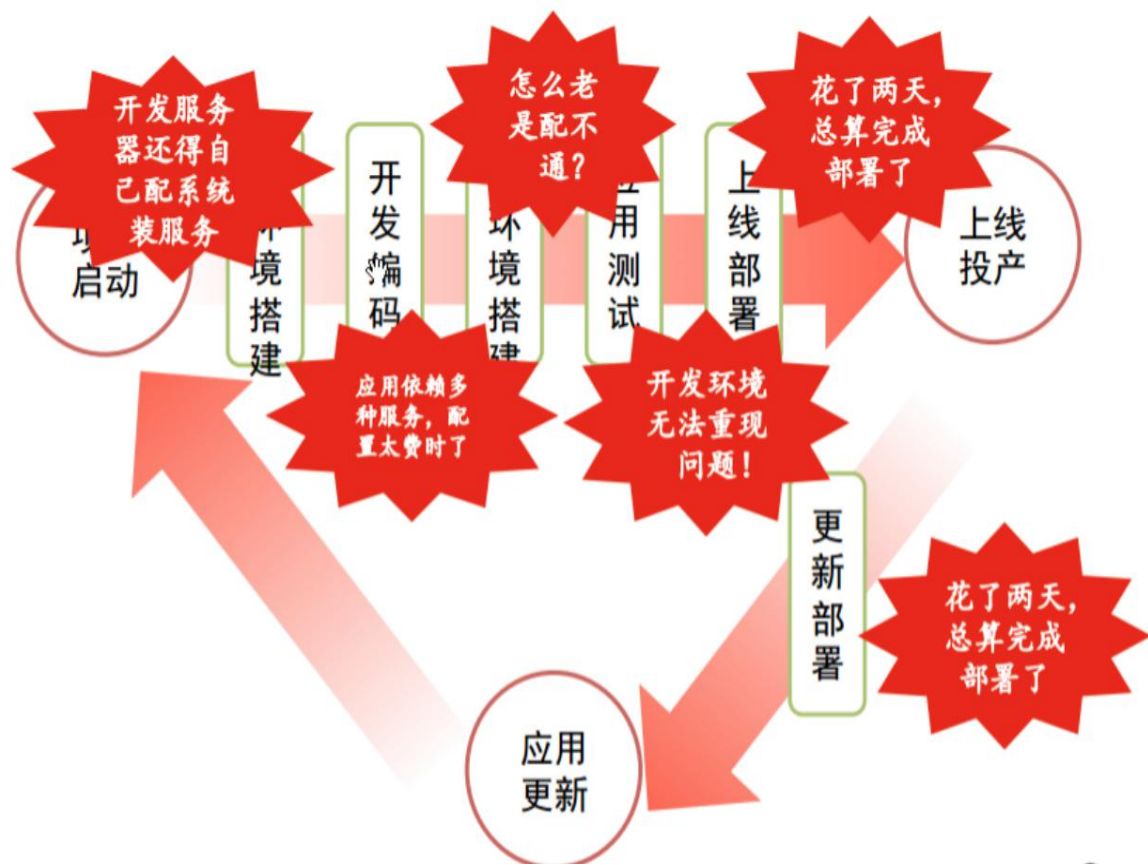 开发服务
器还得自
己配系统
装服务
怎么老
是配不
通?
花了两天,
总算完成
部署了
启动
环境搭建
开发编码
环境搭建
用测试
上线部署
上线
投产
应用依赖多
种服务,配
置太费时了
开发环境
无法重现
问题!
更新部署
花了两天,
总算完成
部署了
应用
更新